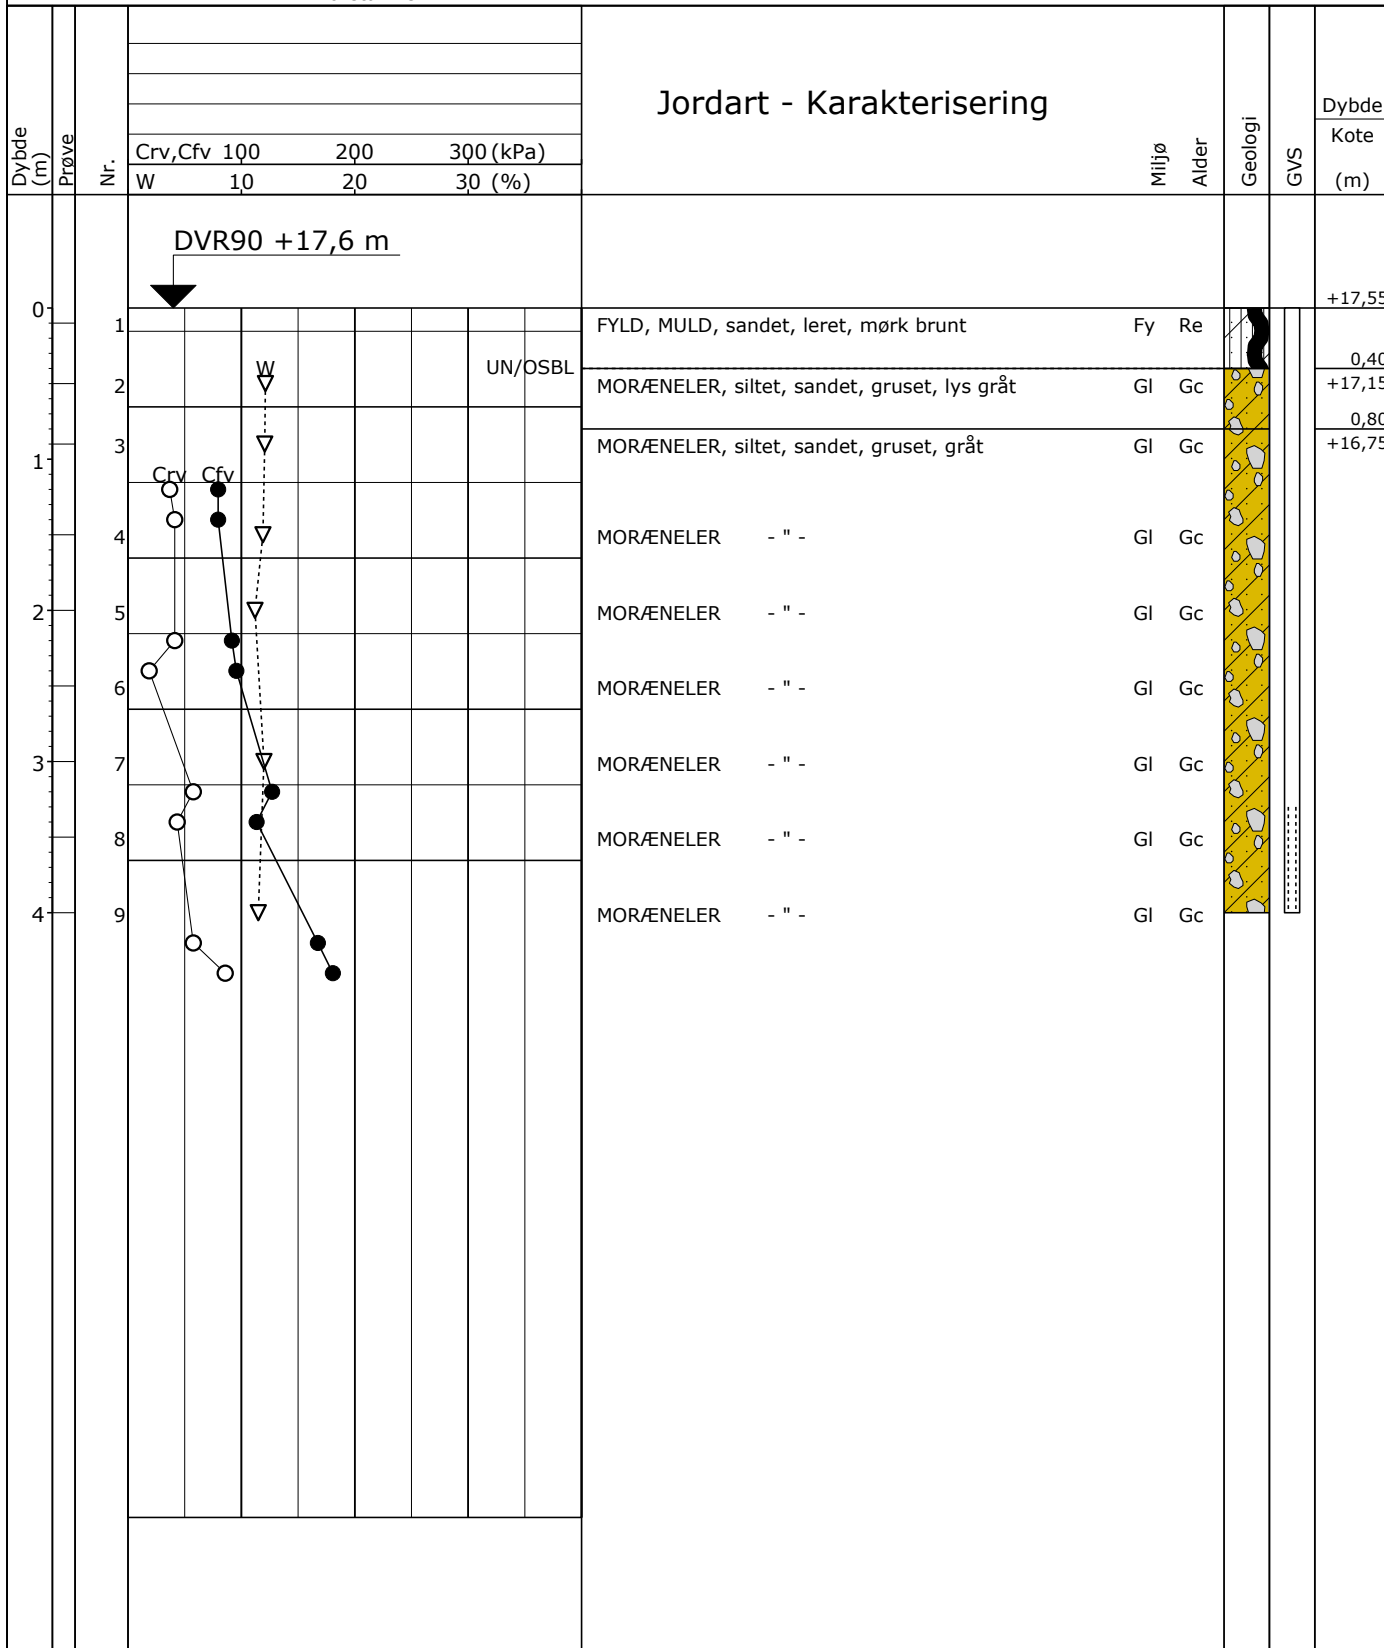 Jordart - Karakterisering
Dybde (m)
Prøve
Nr.
Crv,Cfv 100 200 300 (kPa)
W 10 20 30 (%)
Miljø
Alder
Geologi
GVS
Dybde
Kote
(m)
DVR90 +17,6 m
0
+17,55
1 FYLD, MULD, sandet, leret, mørk brunt Fy Re
W UN/OSBL 0,40
2 MORÆNELER, siltet, sandet, gruset, lys gråt Gl Gc +17,15
0,80
3 MORÆNELER, siltet, sandet, gruset, gråt Gl Gc +16,75
1
Crv Cfv
4 MORÆNELER - " - Gl Gc
2 5 MORÆNELER - " - Gl Gc
6 MORÆNELER - " - Gl Gc
3 7 MORÆNELER - " - Gl Gc
8 MORÆNELER - " - Gl Gc
4 9 MORÆNELER - " - Gl Gc